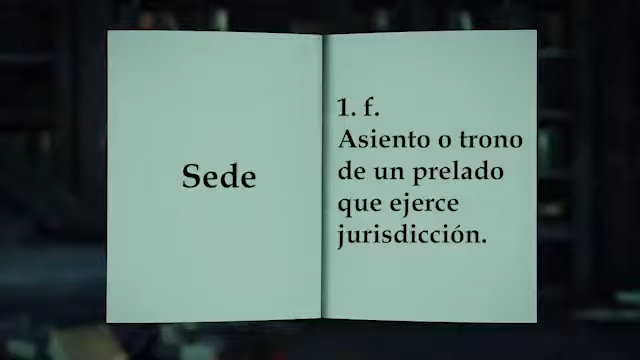 Sede
1. f.
Asiento o trono
de un prelado
que ejerce
jurisdicción.